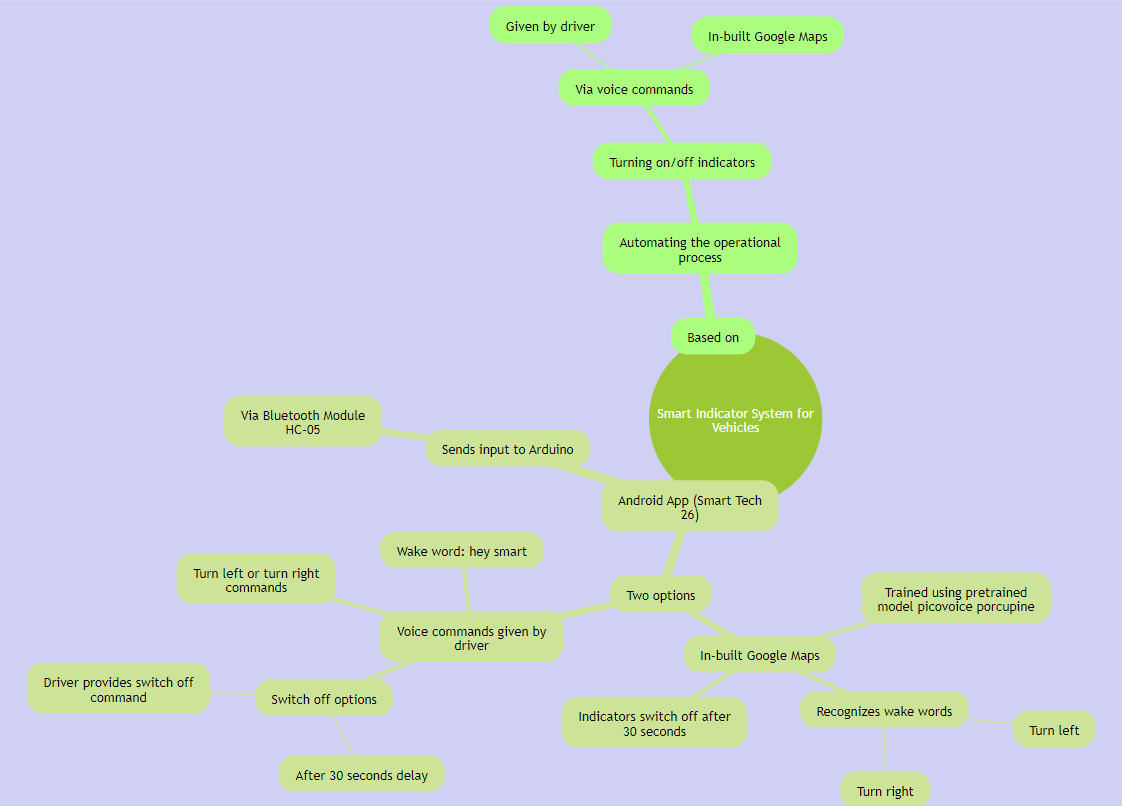 Given by driver
In-built Google Maps
Via voice commands
Turning on/off indicators
Automating the operational
process
Based on
Smart Indicator System for
Vehicles
Via Bluetooth Module
HC-05
Sends input to Arduino
Android App (Smart Tech
26)
Wake word: hey smart
Turn left or turn right
commands
Two options
Trained using pretrained
model picovoice porcupine
Voice commands given by
driver
In-built Google Maps
Driver provides switch off
command
Switch off options
Indicators switch off after
30 seconds
Recognizes wake words
Turn left
After 30 seconds delay
Turn right